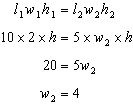 l₁w₁h₁ = l₂w₂h₂
10 × 2 × h = 5 × w₂ × h
20 = 5w₂
w₂ = 4